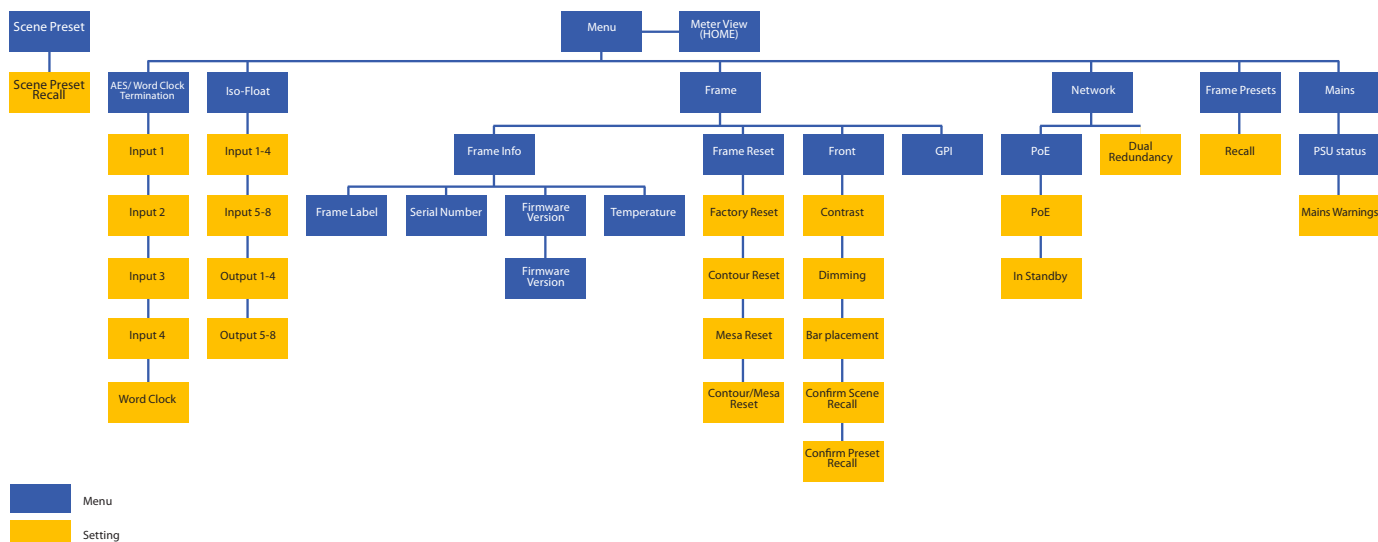 Scene Preset
Menu
Meter View
(HOME)
Scene Preset
Recall
AES/ Word Clock
Termination
Iso-Float
Frame
Network
Frame Presets
Mains
Input 1
Input 1-4
Frame Info
Frame Reset
Front
GPI
PoE
Dual
Redundancy
Recall
PSU status
Input 2
Input 5-8
Frame Label
Serial Number
Firmware
Version
Temperature
Factory Reset
Contrast
PoE
Mains Warnings
Input 3
Output 1-4
Firmware
Version
Contour Reset
Dimming
In Standby
Input 4
Output 5-8
Mesa Reset
Bar placement
Word Clock
Contour/Mesa
Reset
Confirm Scene
Recall
Confirm Preset
Recall
Menu
Setting